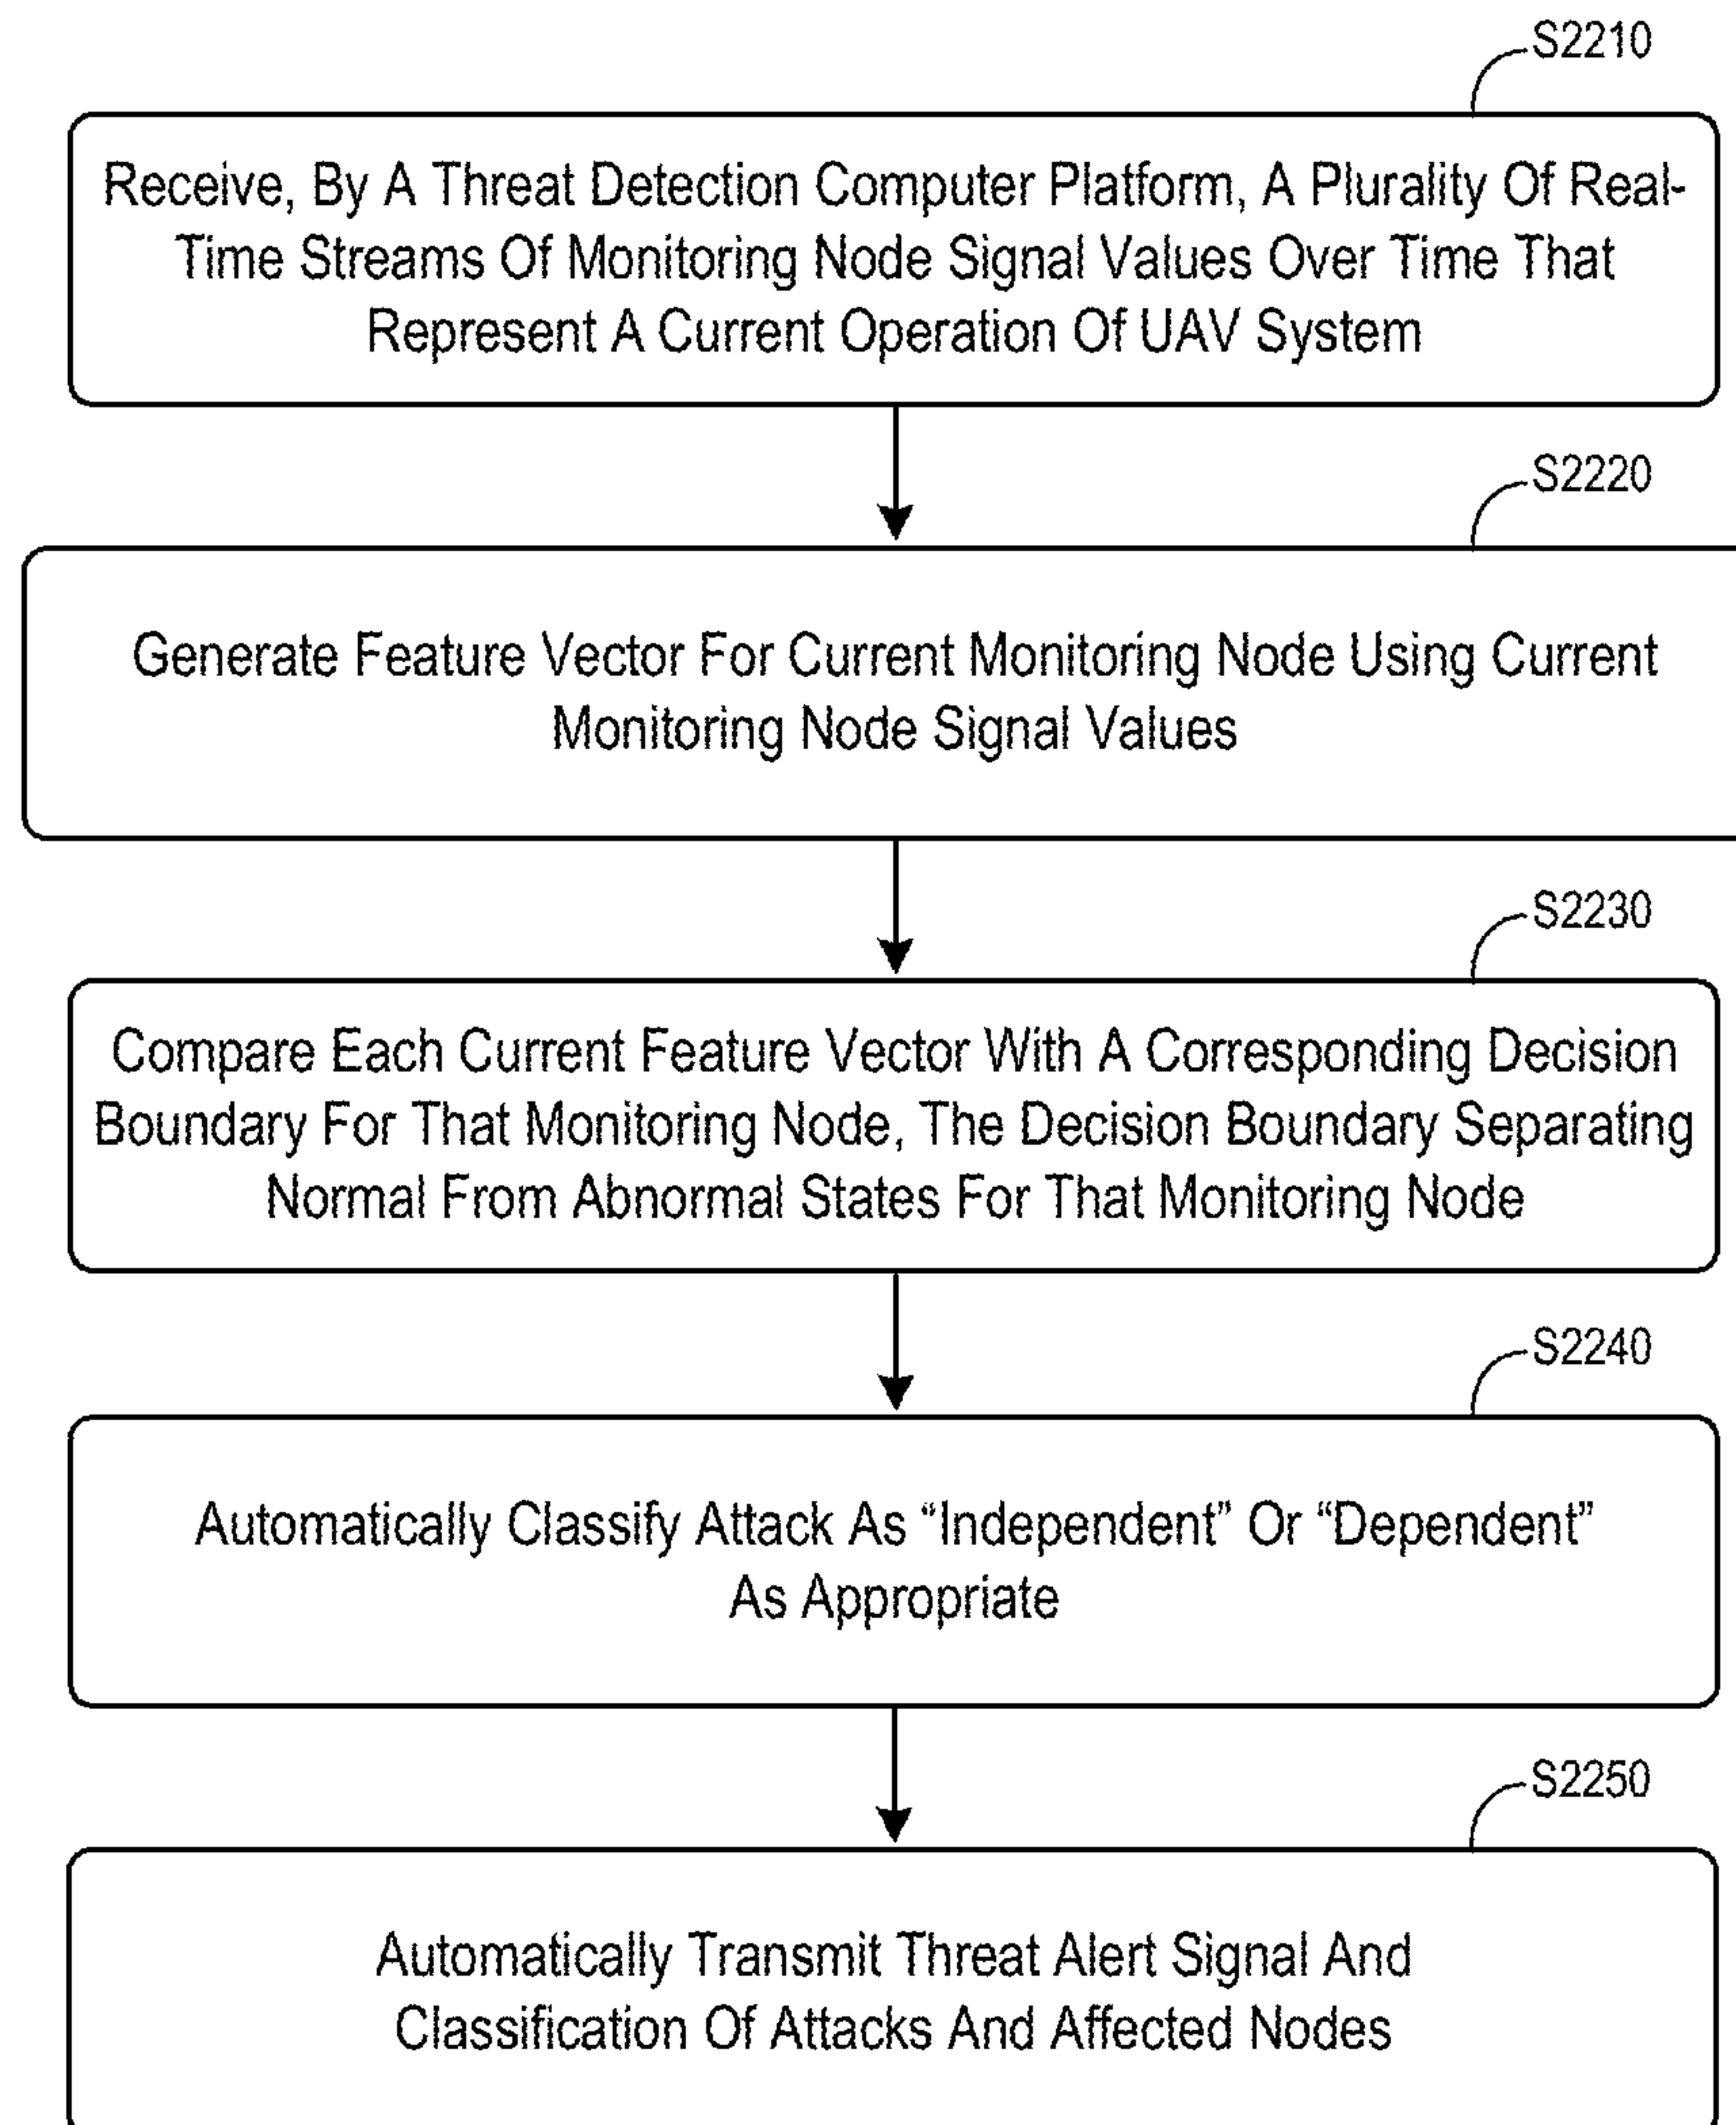 S2210
Receive, By A Threat Detection Computer Platform, A Plurality Of Real-
Time Streams Of Monitoring Node Signal Values Over Time That
Represent A Current Operation Of UAV System
S2220
Generate Feature Vector For Current Monitoring Node Using Current
Monitoring Node Signal Values
S2230
Compare Each Current Feature Vector With A Corresponding Decision
Boundary For That Monitoring Node, The Decision Boundary Separating
Normal From Abnormal States For That Monitoring Node
S2240
Automatically Classify Attack As “Independent” Or “Dependent”
As Appropriate
S2250
Automatically Transmit Threat Alert Signal And
Classification Of Attacks And Affected Nodes